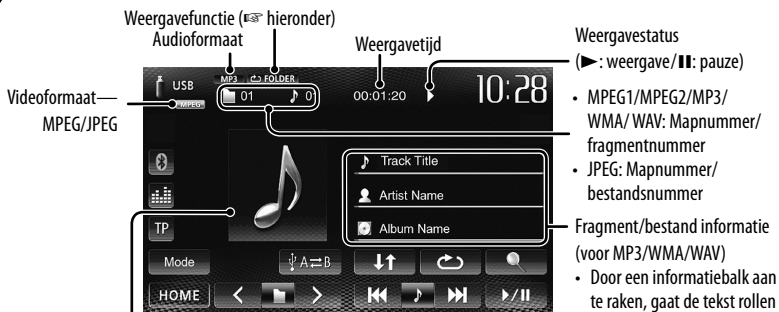 Weergavefunctie (☞ hieronder)
Audioformaat
Weergavetijd
Weergavestatus
(►: weergave/❚❚: pauze)
Videoformaat—
MPEG/JPEG
USB
MP3
FOLDER
MPEG
01
01
00:01:20
10:28
• MPEG1/MPEG2/MP3/
WMA/ WAV: Mapnummer/
fragmentnummer
• JPEG: Mapnummer/
bestandsnummer
Track Title
Artist Name
Album Name
TP
Fragment/bestand informatie
(voor MP3/WMA/WAV)
• Door een informatiebalk aan
te raken, gaat de tekst rollen
Mode
A⇄B
HOME